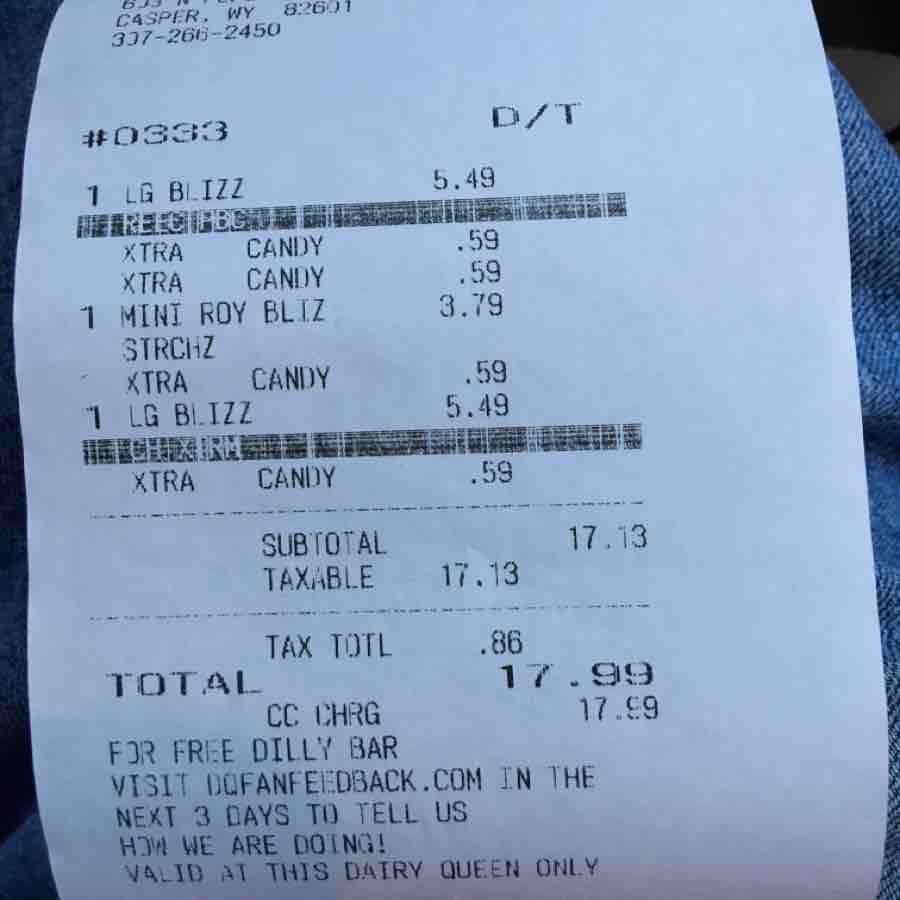 CASPER, WY 82601
307-266-2450
#0333 D/T
1 LG BLIZZ 5.49
XTRA CANDY .59
XTRA CANDY .59
1 MINI ROY BLIZ 3.79
STRCHZ
XTRA CANDY .59
1 LG BLIZZ 5.49
XTRA CANDY .59
SUBTOTAL 17.13
TAXABLE 17.13
TAX TOTL .86
TOTAL 17.99
CC CHRG 17.99
FOR FREE DILLY BAR
VISIT DQFANFEEDBACK.COM IN THE
NEXT 3 DAYS TO TELL US
HOW WE ARE DOING!
VALID AT THIS DAIRY QUEEN ONLY